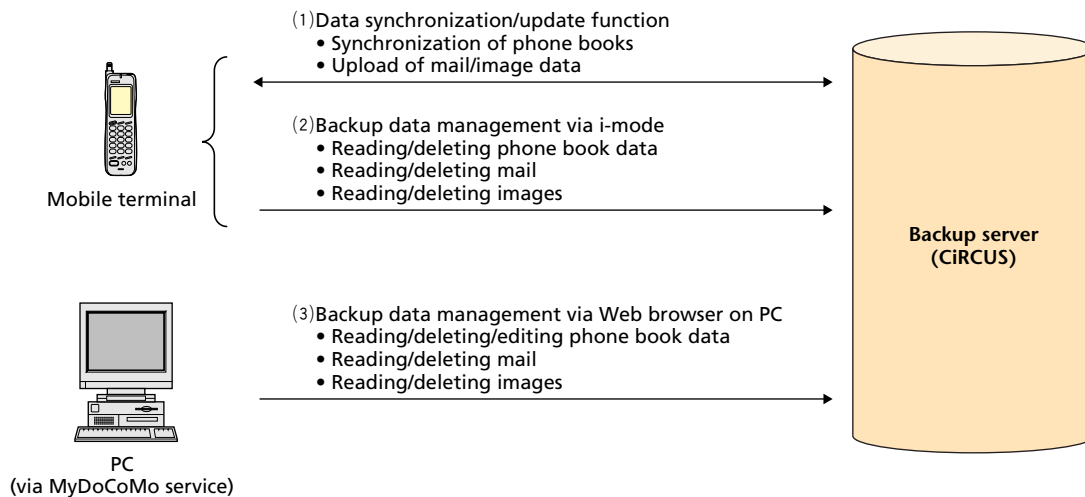 (1)Data synchronization/update function
• Synchronization of phone books
• Upload of mail/image data
(2)Backup data management via i-mode
• Reading/deleting phone book data
• Reading/deleting mail
• Reading/deleting images
Mobile terminal
Backup server
(CiRCUS)
(3)Backup data management via Web browser on PC
• Reading/deleting/editing phone book data
• Reading/deleting mail
• Reading/deleting images
PC
(via MyDoCoMo service)